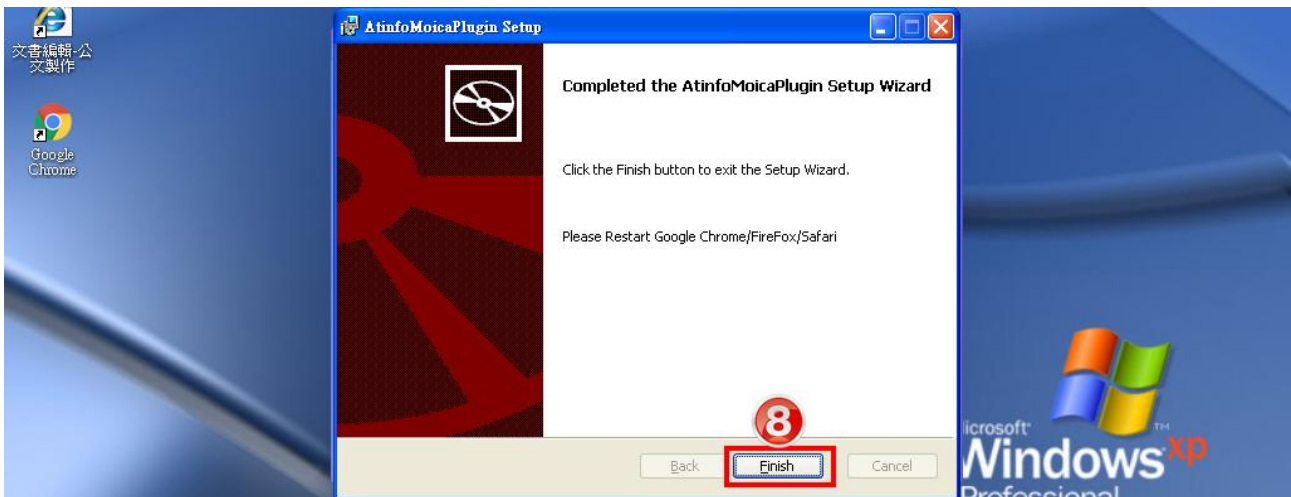 文書編輯-公
文製作
Google
Chrome
AtinfoMoicaPlugin Setup
Completed the AtinfoMoicaPlugin Setup Wizard
Click the Finish button to exit the Setup Wizard.
Please Restart Google Chrome/FireFox/Safari
8
Back
Finish
Cancel
icrosoft
Windows xp
Professional